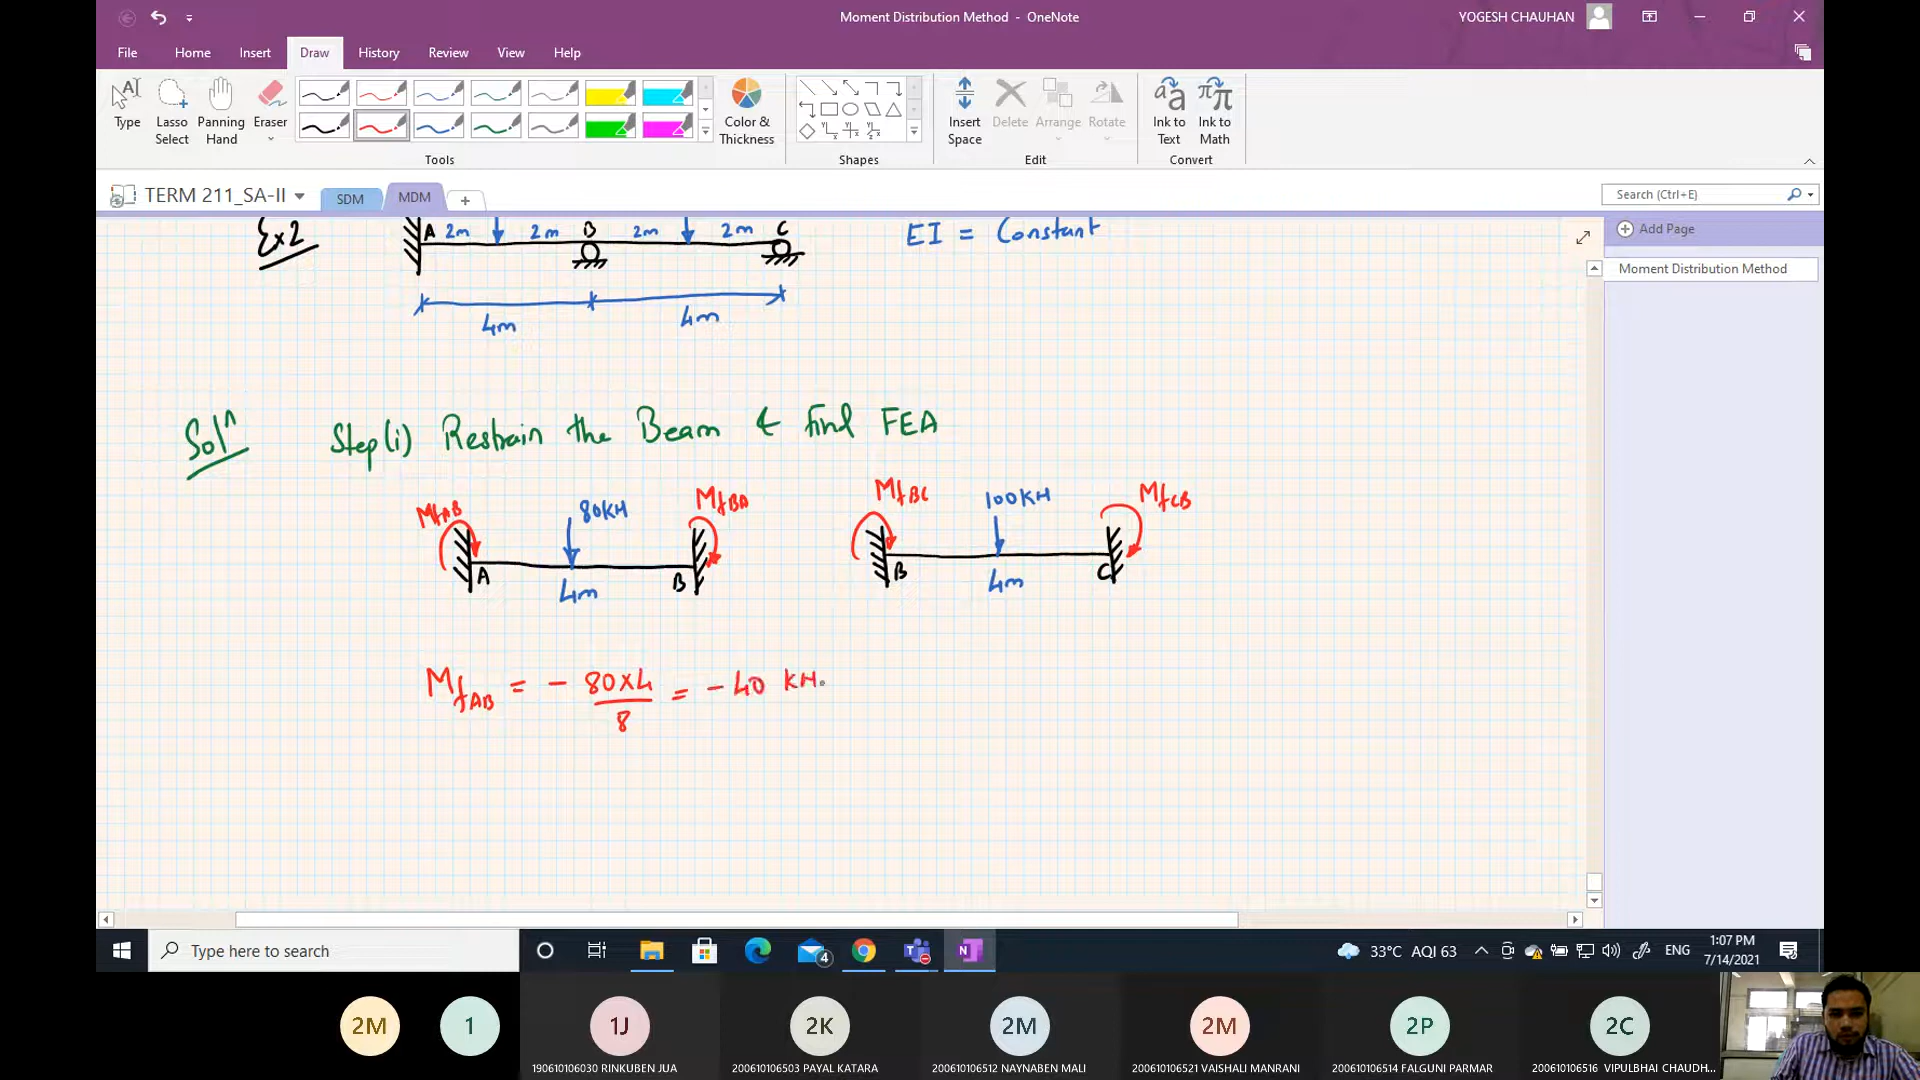 Moment Distribution Method - OneNote
YOGESH CHAUHAN
File Home Insert Draw History Review View Help
Type
Lasso Select
Panning Hand
Eraser
Color & Thickness
Insert Space
Delete
Arrange
Rotate
Ink to Text
Ink to Math
Tools Shapes Edit Convert
TERM 211_SA-II SDM MDM
Search (Ctrl+E)
Add Page
Moment Distribution Method
Ex 2
A 2m 2m B 2m 2m C
EI = Constant
4m 4m
Soln Step (i) Restrain the Beam & find FEA
MfAB 80KN MfBA MfBC 100KN MfCB
A 4m B B 4m C
MfAB = - 80x4 / 8 = - 40 KN.
Type here to search
4
33°C AQI 63
ENG
1:07 PM
7/14/2021
2M 1 1J 2K 2M 2M 2P 2C
190610106030 RINKUBEN JUA
200610106503 PAYAL KATARA
200610106512 NAYNABEN MALI
200610106521 VAISHALI MANRANI
200610106514 FALGUNI PARMAR
200610106516 VIPULBHAI CHAUDH...